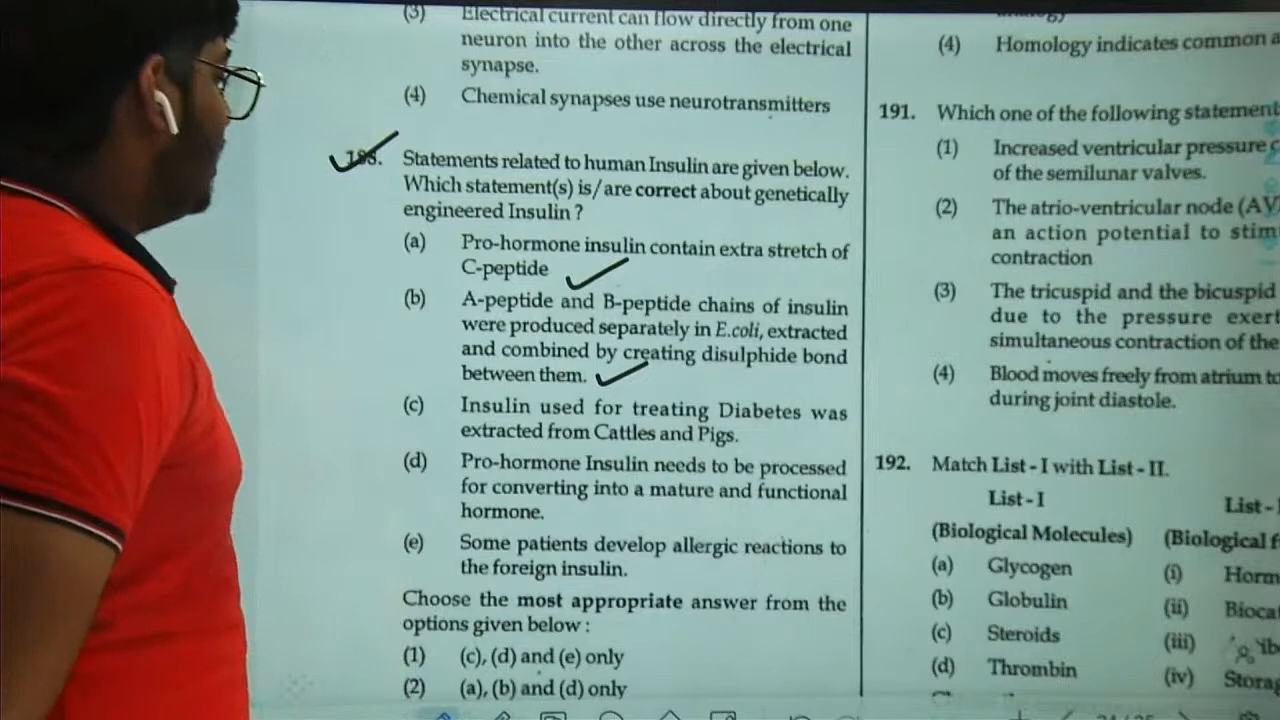 (3) Electrical current can flow directly from one
neuron into the other across the electrical
synapse.
(4) Chemical synapses use neurotransmitters
188. Statements related to human Insulin are given below.
Which statement(s) is/are correct about genetically
engineered Insulin ?
(a) Pro-hormone insulin contain extra stretch of
C-peptide
(b) A-peptide and B-peptide chains of insulin
were produced separately in E.coli, extracted
and combined by creating disulphide bond
between them.
(c) Insulin used for treating Diabetes was
extracted from Cattles and Pigs.
(d) Pro-hormone Insulin needs to be processed
for converting into a mature and functional
hormone.
(e) Some patients develop allergic reactions to
the foreign insulin.
Choose the most appropriate answer from the
options given below :
(1) (c), (d) and (e) only
(2) (a), (b) and (d) only
(4) Homology indicates common
191. Which one of the following statement
(1) Increased ventricular pressure
of the semilunar valves.
(2) The atrio-ventricular node (AV
an action potential to stim
contraction
(3) The tricuspid and the bicuspid
due to the pressure exert
simultaneous contraction of the
(4) Blood moves freely from atrium to
during joint diastole.
192. Match List - I with List - II.
List - I List -
(Biological Molecules) (Biological f
(a) Glycogen (i) Horm
(b) Globulin (ii) Bioca
(c) Steroids (iii)
(d) Thrombin (iv) Storag